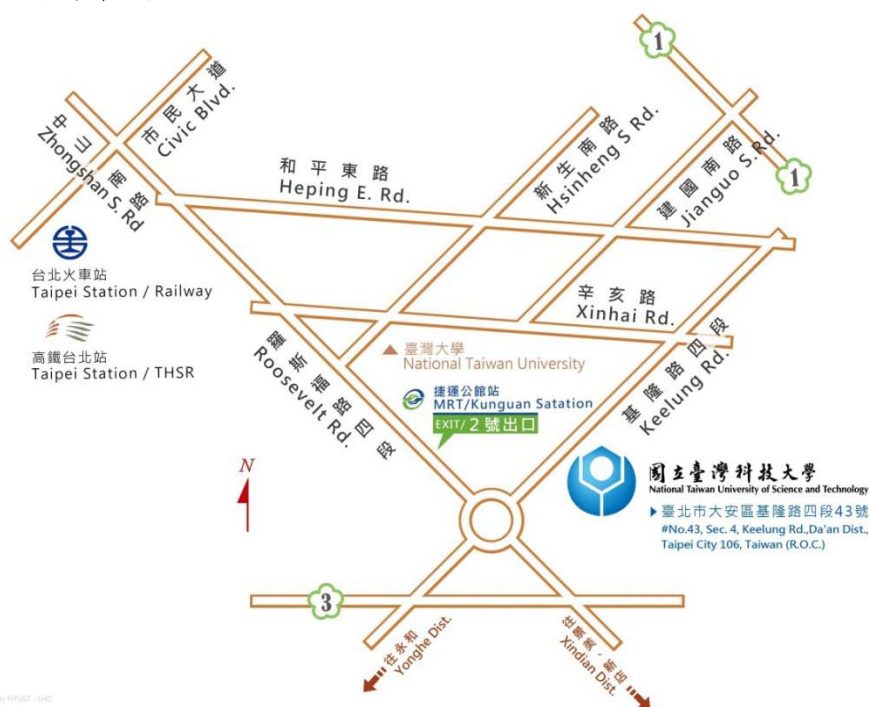 1
市民大道
Civic Blvd.
中山南路
Zhongshan S. Rd
新生南路
Hsinheng S Rd.
建國南路
Jianguo S.Rd.
1
和平東路
Heping E. Rd.
台北火車站
Taipei Station / Railway
高鐵台北站
Taipei Station / THSR
辛亥路
Xinhai Rd.
羅斯福路四段
Roosevelt Rd.
臺灣大學
National Taiwan University
捷運公館站
MRT/Kunguan Satation
EXIT/ 2 號出口
基隆路四段
Keelung Rd.
N
國立臺灣科技大學
National Taiwan University of Science and Technology
臺北市大安區基隆路四段43號
#No.43, Sec. 4, Keelung Rd.,Da'an Dist.,
Taipei City 106, Taiwan (R.O.C.)
3
往永和
Yonghe Dist.
往景美、新店
Xindian Dist.